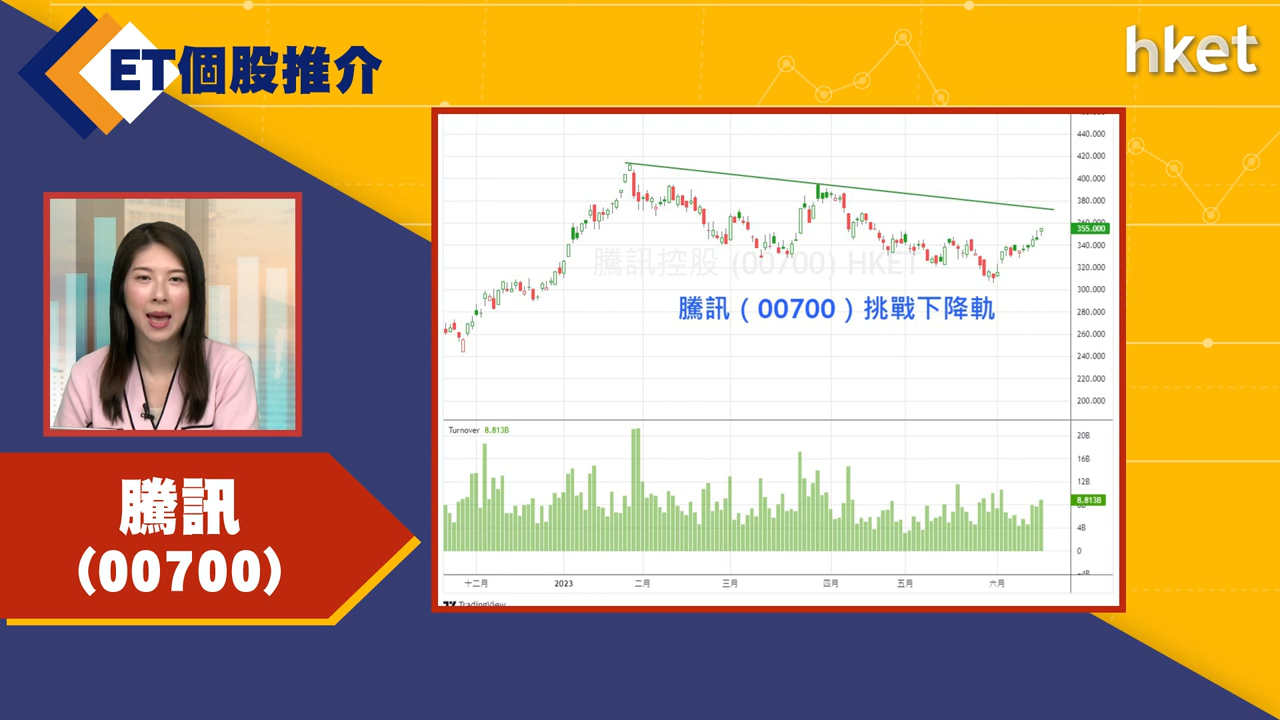 ET個股推介
hket
騰訊
(00700)
440.000
420.000
400.000
380.000
360.000
355.000
340.000
320.000
300.000
280.000
260.000
240.000
220.000
200.000
騰訊控股 (00700) HKET
騰訊（00700）挑戰下降軌
Turnover 8.813B
20B
16B
12B
8.813B
4B
0
十二月
2023
二月
三月
四月
五月
六月
TradingView